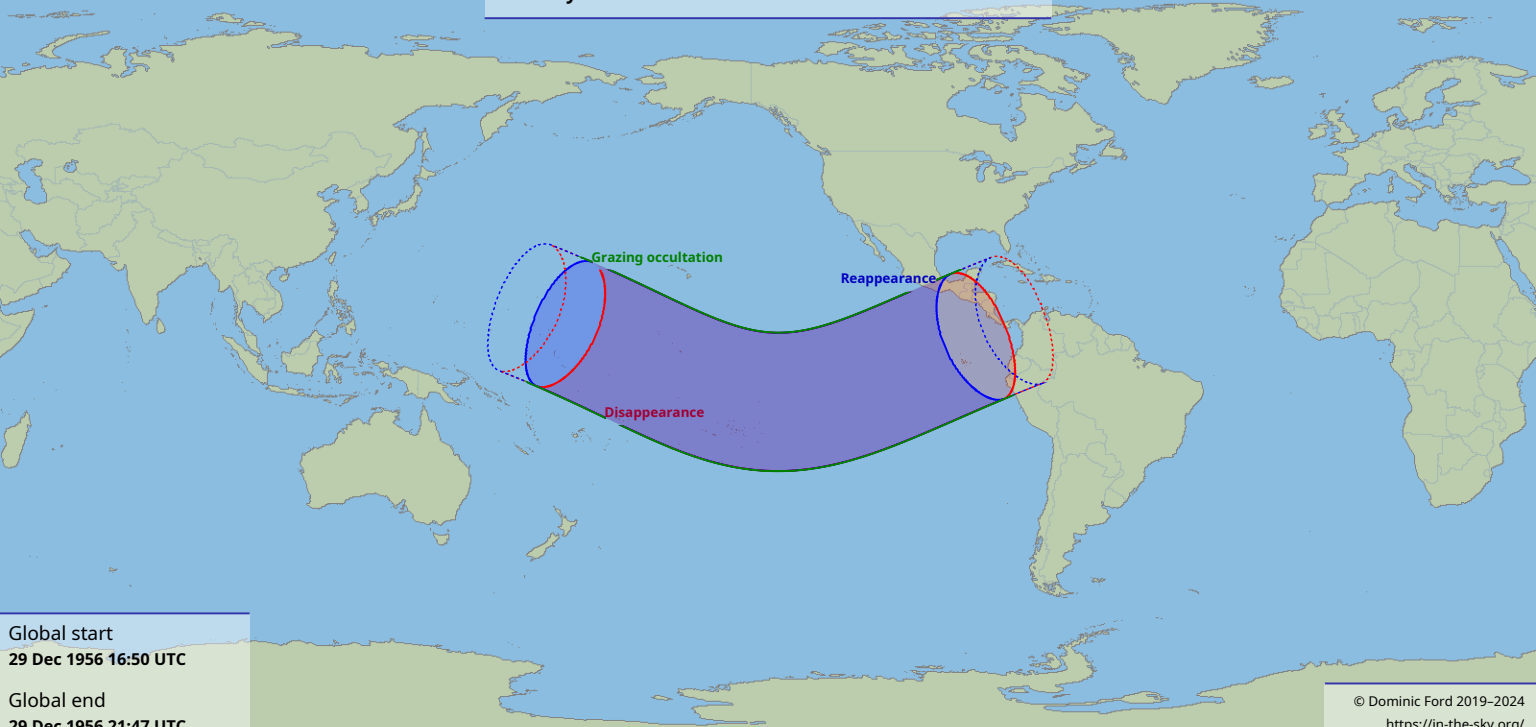 Grazing occultation
Reappearance
Disappearance
Global start
29 Dec 1956 16:50 UTC
Global end
29 Dec 1956 21:47 UTC
© Dominic Ford 2019–2024
https://in-the-sky.org/